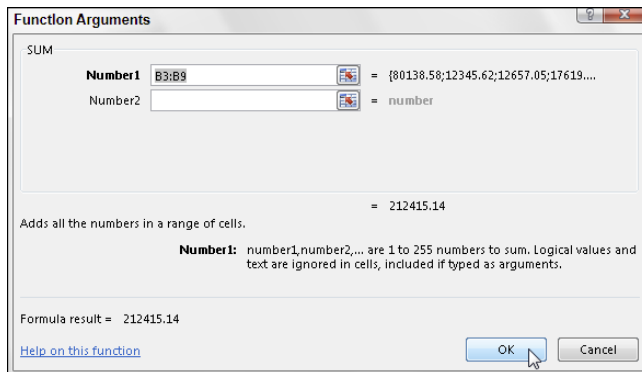 Function Arguments
SUM
Number1 B3:B9 = {80138.58;12345.62;12657.05;17619....
Number2 = number
= 212415.14
Adds all the numbers in a range of cells.
Number1: number1,number2,... are 1 to 255 numbers to sum. Logical values and
text are ignored in cells, included if typed as arguments.
Formula result = 212415.14
Help on this function OK Cancel